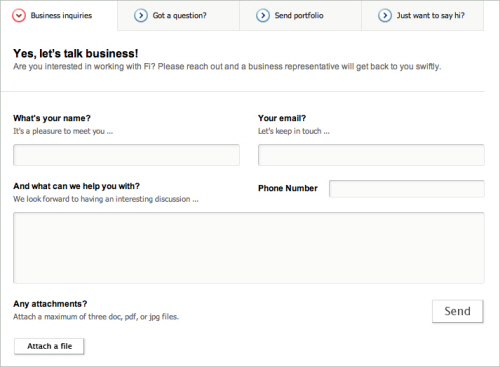 Business inquiries
Got a question?
Send portfolio
Just want to say hi?
Yes, let's talk business!
Are you interested in working with Fi? Please reach out and a business representative will get back to you swiftly.
What's your name?
It's a pleasure to meet you ...
Your email?
Let's keep in touch ...
And what can we help you with?
We look forward to having an interesting discussion ...
Phone Number
Any attachments?
Attach a maximum of three doc, pdf, or jpg files.
Send
Attach a file